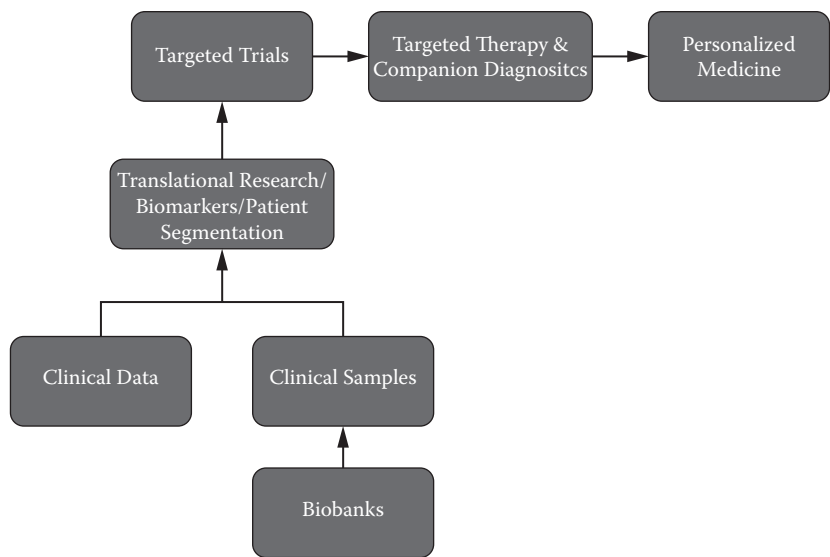 Targeted Trials
Targeted Therapy &
Companion Diagnositcs
Personalized
Medicine
Translational Research/
Biomarkers/Patient
Segmentation
Clinical Data
Clinical Samples
Biobanks